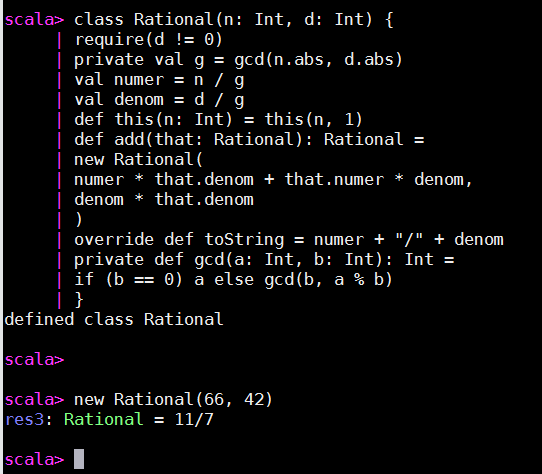 scala> class Rational(n: Int, d: Int) {
| require(d != 0)
| private val g = gcd(n.abs, d.abs)
| val numer = n / g
| val denom = d / g
| def this(n: Int) = this(n, 1)
| def add(that: Rational): Rational =
| new Rational(
| numer * that.denom + that.numer * denom,
| denom * that.denom
| )
| override def toString = numer + "/" + denom
| private def gcd(a: Int, b: Int): Int =
| if (b == 0) a else gcd(b, a % b)
| }
defined class Rational
scala>
scala> new Rational(66, 42)
res3: Rational = 11/7
scala>